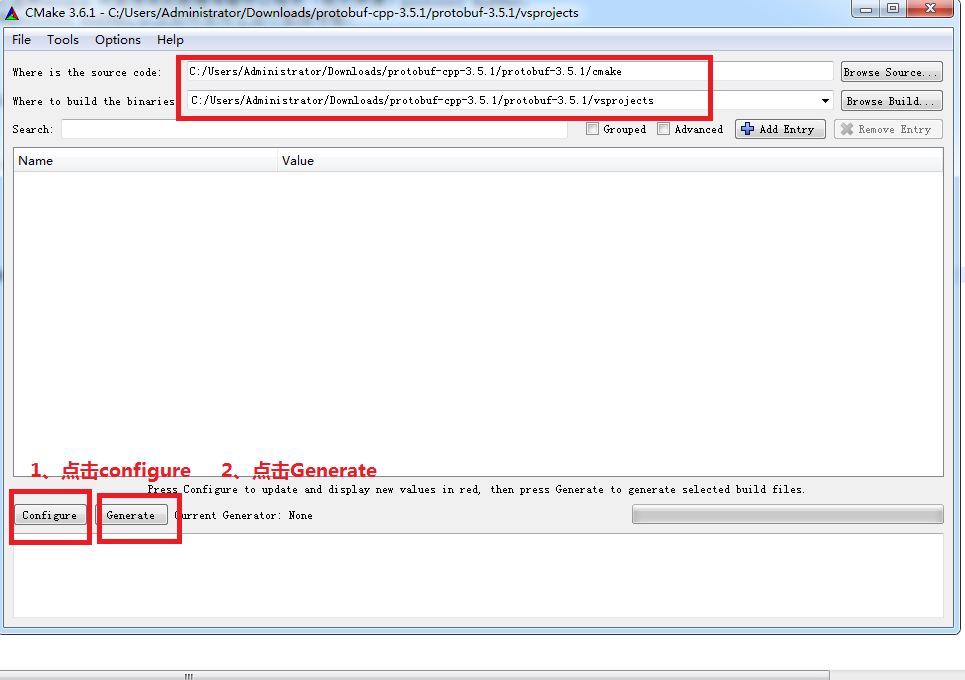 CMake 3.6.1 - C:/Users/Administrator/Downloads/protobuf-cpp-3.5.1/protobuf-3.5.1/vsprojects
File Tools Options Help
Where is the source code: C:/Users/Administrator/Downloads/protobuf-cpp-3.5.1/protobuf-3.5.1/cmake Browse Source...
Where to build the binaries C:/Users/Administrator/Downloads/protobuf-cpp-3.5.1/protobuf-3.5.1/vsprojects Browse Build...
Search: Grouped Advanced Add Entry Remove Entry
Name Value
1、点击configure 2、点击Generate
Press Configure to update and display new values in red, then press Generate to generate selected build files.
Configure Generate Current Generator: None